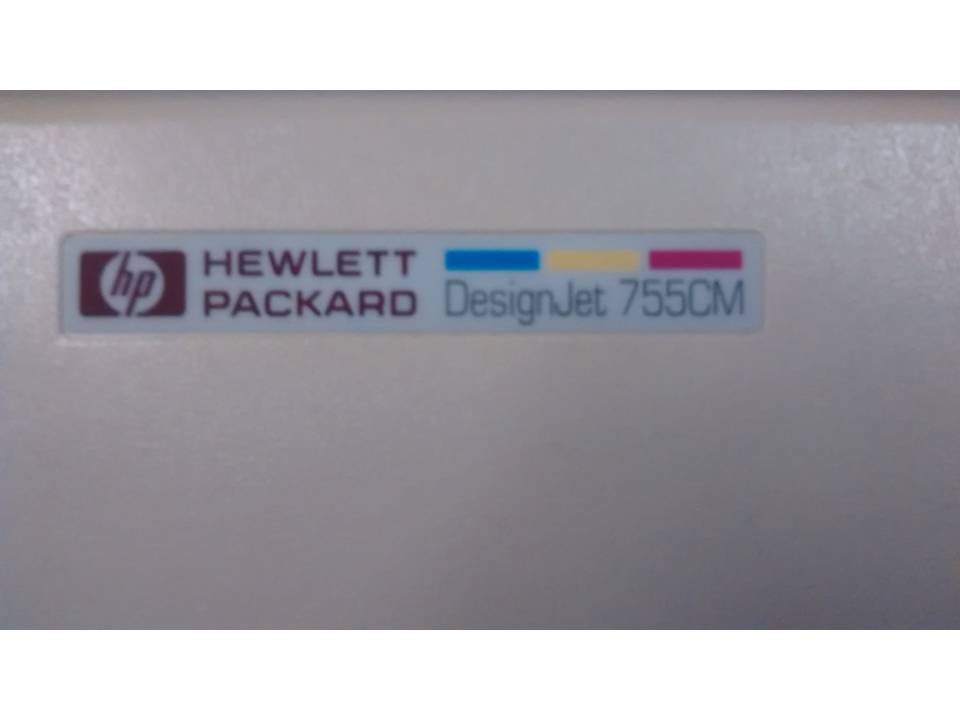 hp HEWLETT
PACKARD
DesignJet 755CM